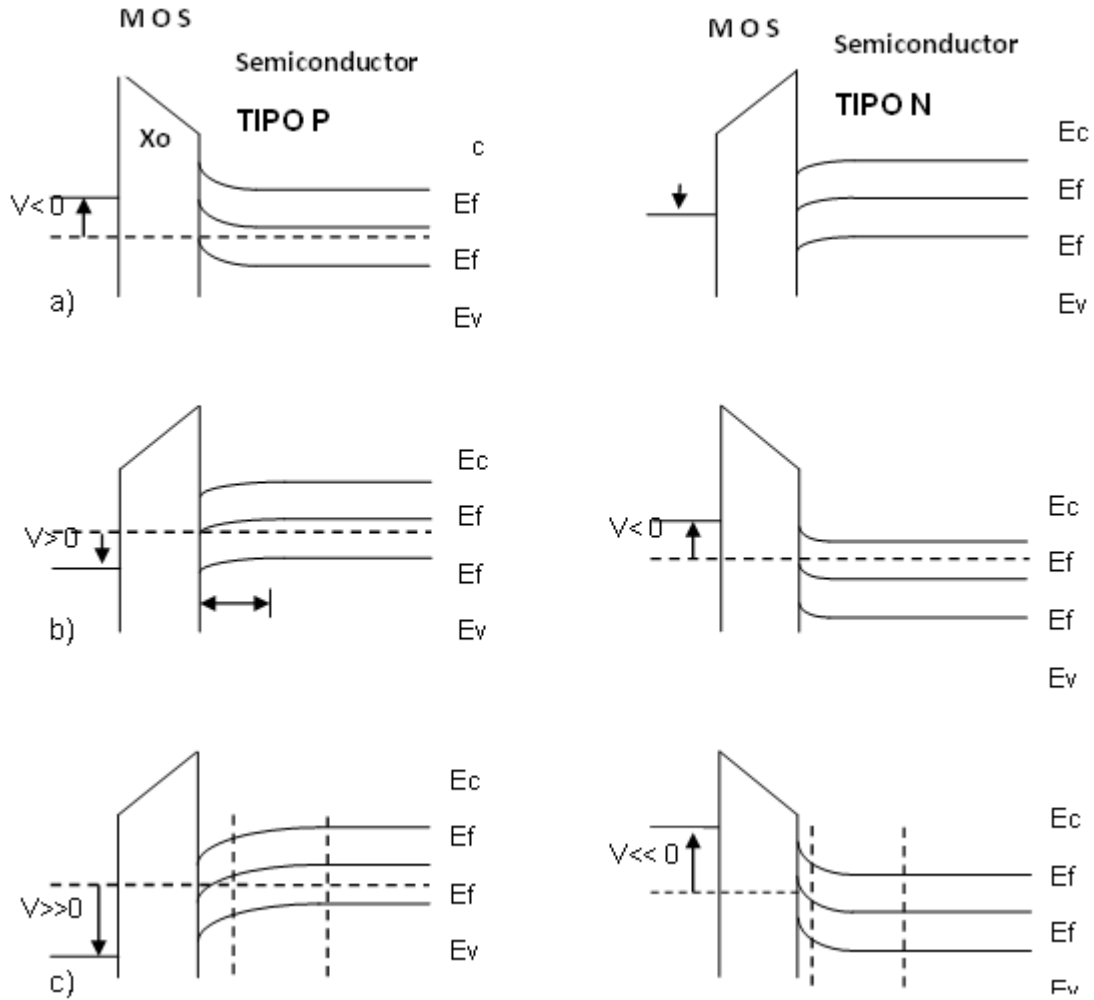 M O S
Semiconductor
TIPO P
Xo
c
V<0
Ef
Ef
Ev
a)
M O S
Semiconductor
TIPO N
Ec
Ef
Ef
Ev
Ec
Ef
V>0
Ef
b)
Ev
V<0
Ec
Ef
Ef
Ev
Ec
Ef
V>>0
Ef
Ev
c)
Ec
V<< 0
Ef
Ef
Ev